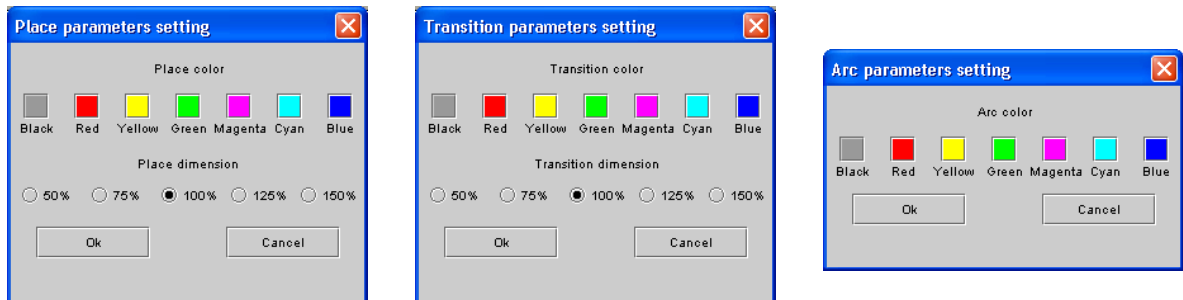 Place parameters setting
Place color
Black Red Yellow Green Magenta Cyan Blue
Place dimension
50% 75% 100% 125% 150%
Ok Cancel
Transition parameters setting
Transition color
Black Red Yellow Green Magenta Cyan Blue
Transition dimension
50% 75% 100% 125% 150%
Ok Cancel
Arc parameters setting
Arc color
Black Red Yellow Green Magenta Cyan Blue
Ok Cancel